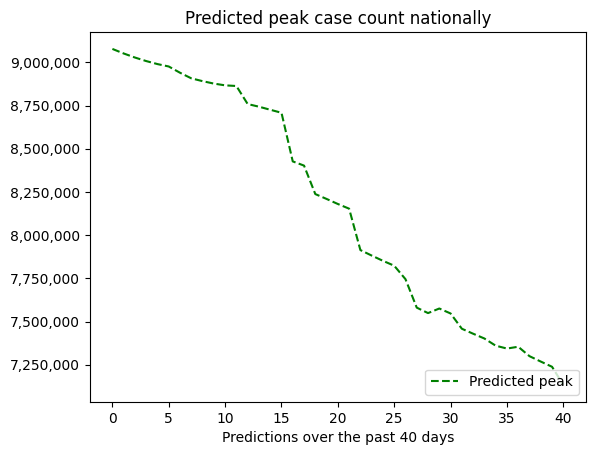 Predicted peak case count nationally
9,000,000
8,750,000
8,500,000
8,250,000
8,000,000
7,750,000
7,500,000
7,250,000
Predicted peak
0 5 10 15 20 25 30 35 40
Predictions over the past 40 days